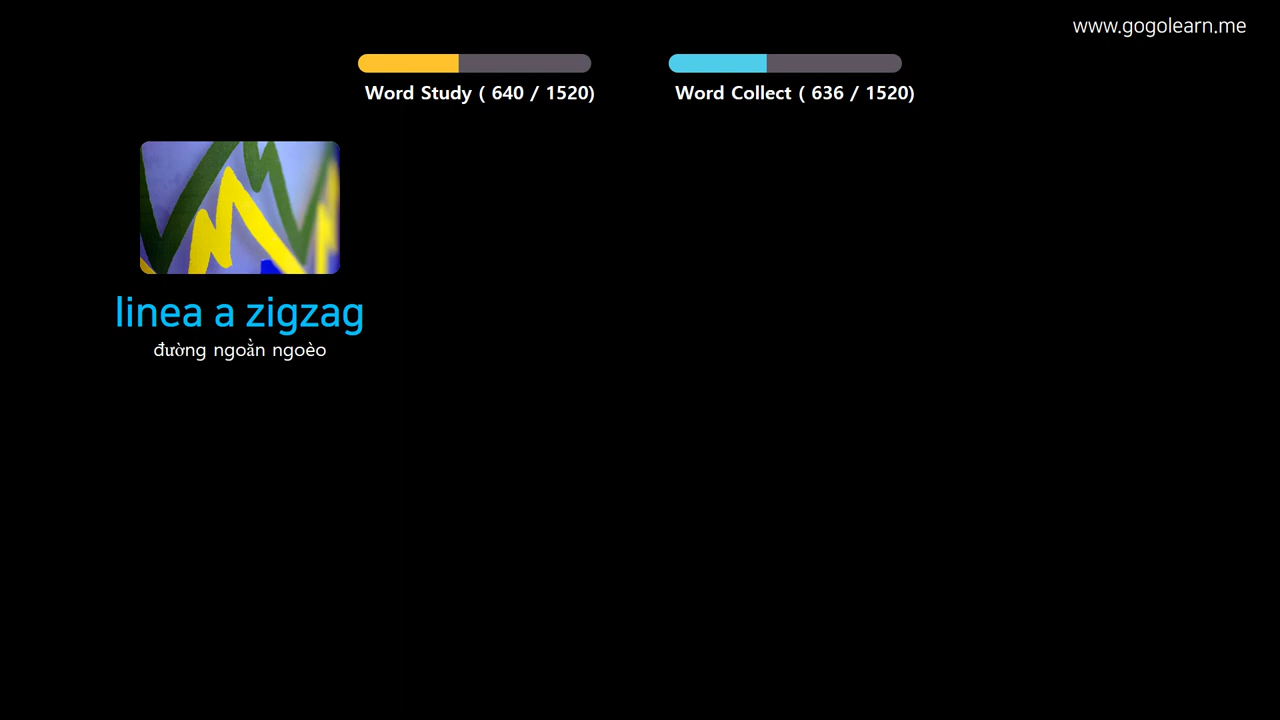 www.gogolearn.me
Word Study ( 640 / 1520)
Word Collect ( 636 / 1520)
linea a zigzag
đường ngoằn ngoèo